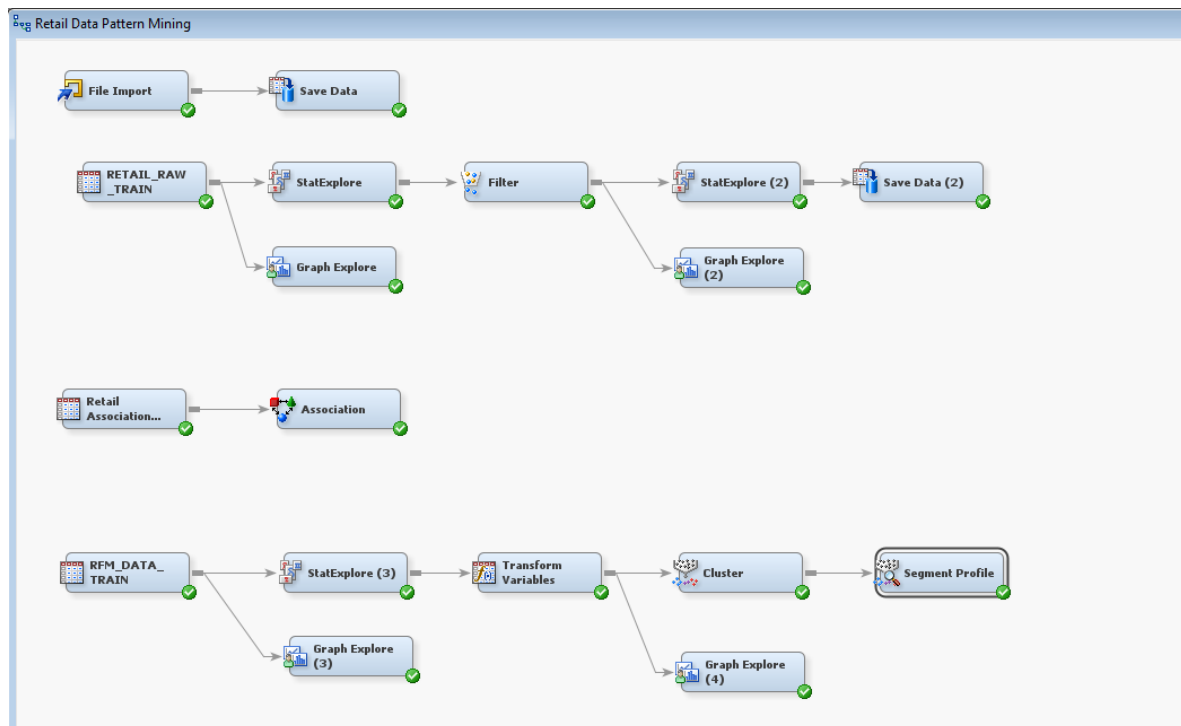 Retail Data Pattern Mining
File Import
Save Data
RETAIL_RAW
_TRAIN
StatExplore
Filter
StatExplore (2)
Save Data (2)
Graph Explore
Graph Explore
(2)
Retail
Association...
Association
RFM_DATA_
TRAIN
StatExplore (3)
Transform
Variables
Cluster
Segment Profile
Graph Explore
(3)
Graph Explore
(4)